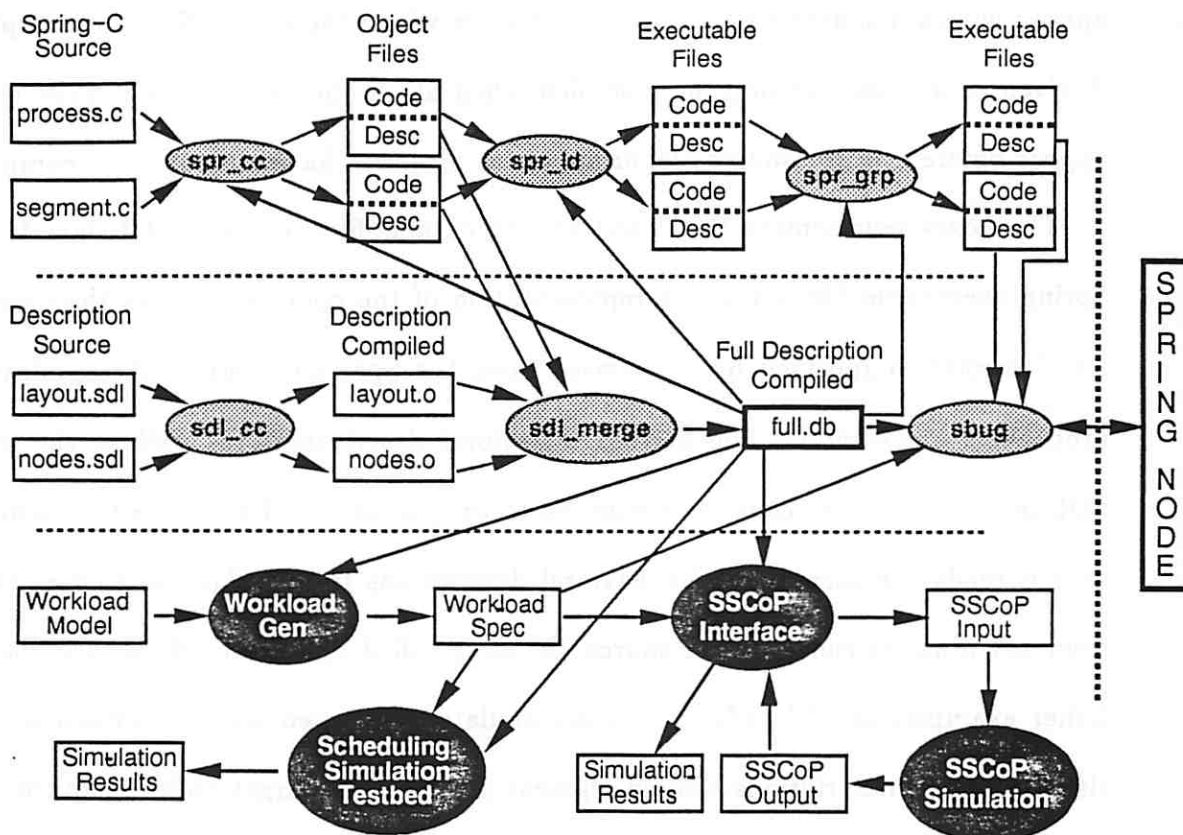 Spring-C
Source
Object
Files
Executable
Files
Executable
Files
process.c
segment.c
spr_cc
Code
Desc
Code
Desc
spr_ld
Code
Desc
Code
Desc
spr_grp
Code
Desc
Code
Desc
Description
Source
Description
Compiled
Full Description
Compiled
layout.sdl
nodes.sdl
sdl_cc
layout.o
nodes.o
sdl_merge
full.db
sbug
SPRING NODE
Workload
Model
Workload
Gen
Workload
Spec
SSCoP
Interface
SSCoP
Input
Simulation
Results
Scheduling
Simulation
Testbed
Simulation
Results
SSCoP
Output
SSCoP
Simulation